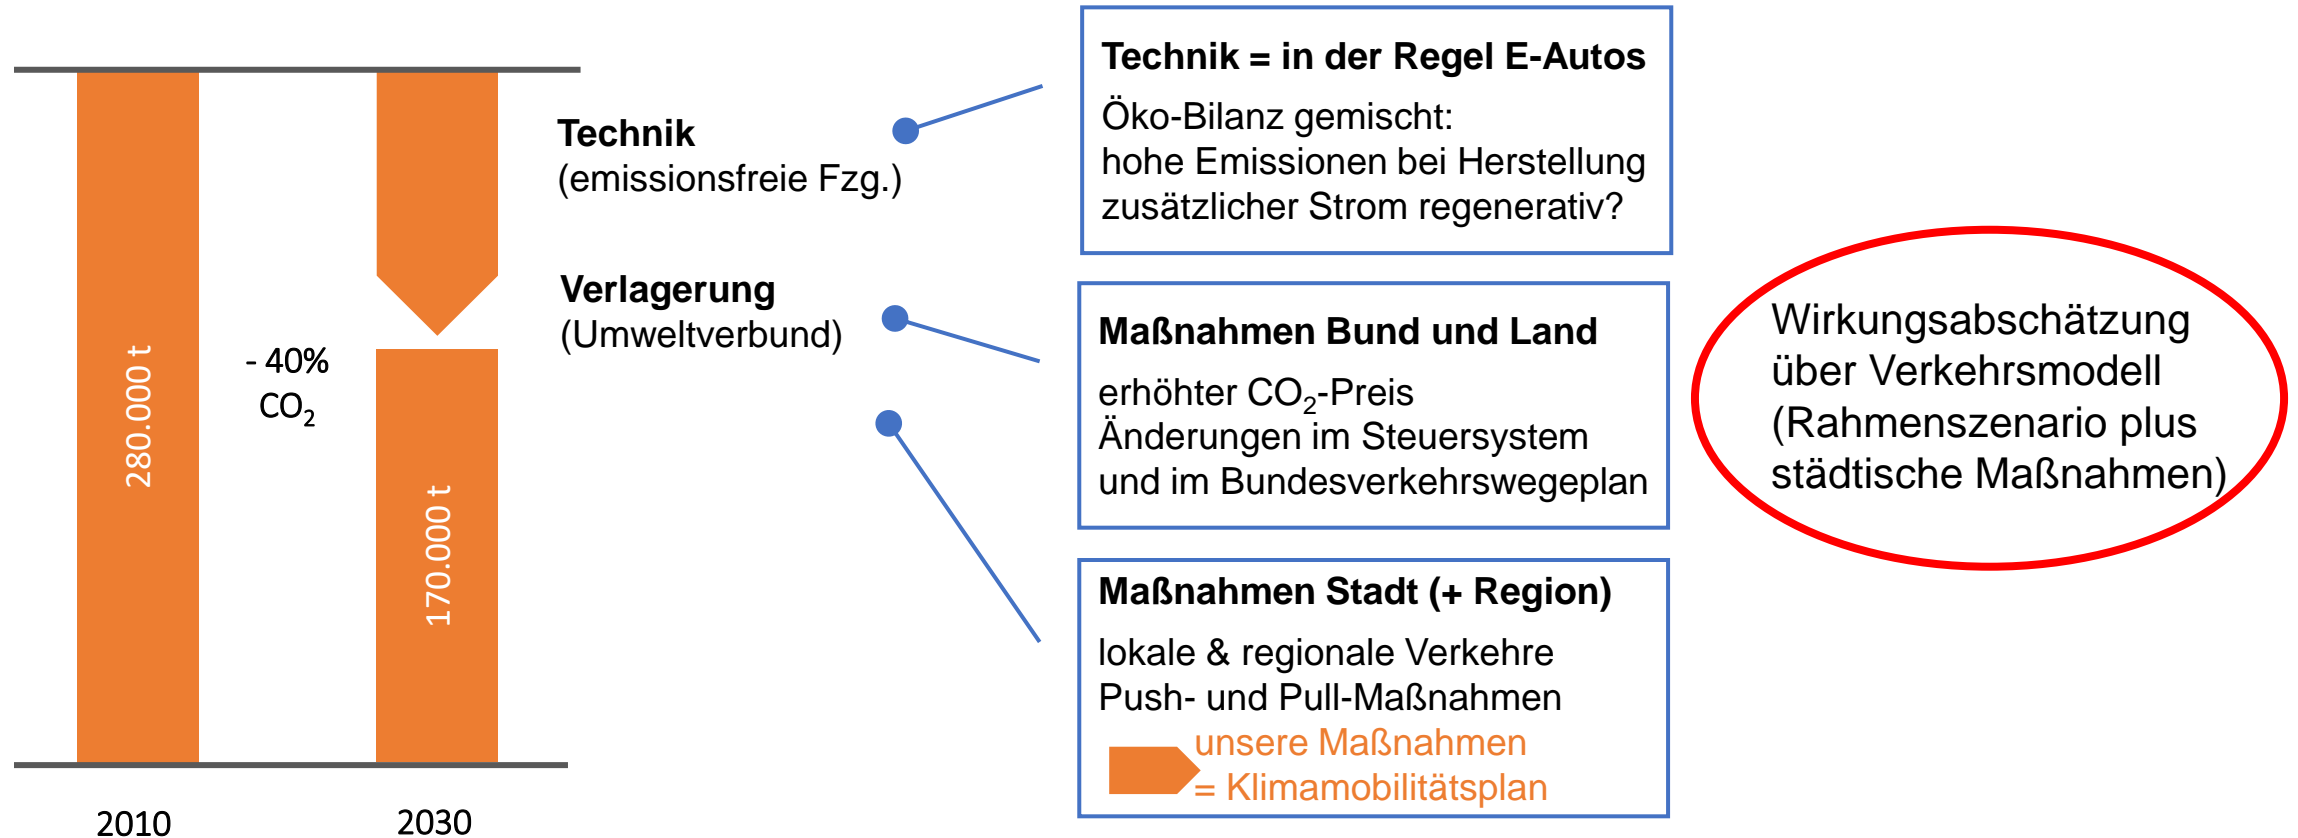 280.000 t
- 40%
CO₂
170.000 t
2010
2030
Technik
(emissionsfreie Fzg.)
Verlagerung
(Umweltverbund)
Technik = in der Regel E-Autos
Öko-Bilanz gemischt:
hohe Emissionen bei Herstellung
zusätzlicher Strom regenerativ?
Maßnahmen Bund und Land
erhöhter CO₂-Preis
Änderungen im Steuersystem
und im Bundesverkehrswegeplan
Maßnahmen Stadt (+ Region)
lokale & regionale Verkehre
Push- und Pull-Maßnahmen
unsere Maßnahmen
= Klimamobilitätsplan
Wirkungsabschätzung
über Verkehrsmodell
(Rahmenszenario plus
städtische Maßnahmen)